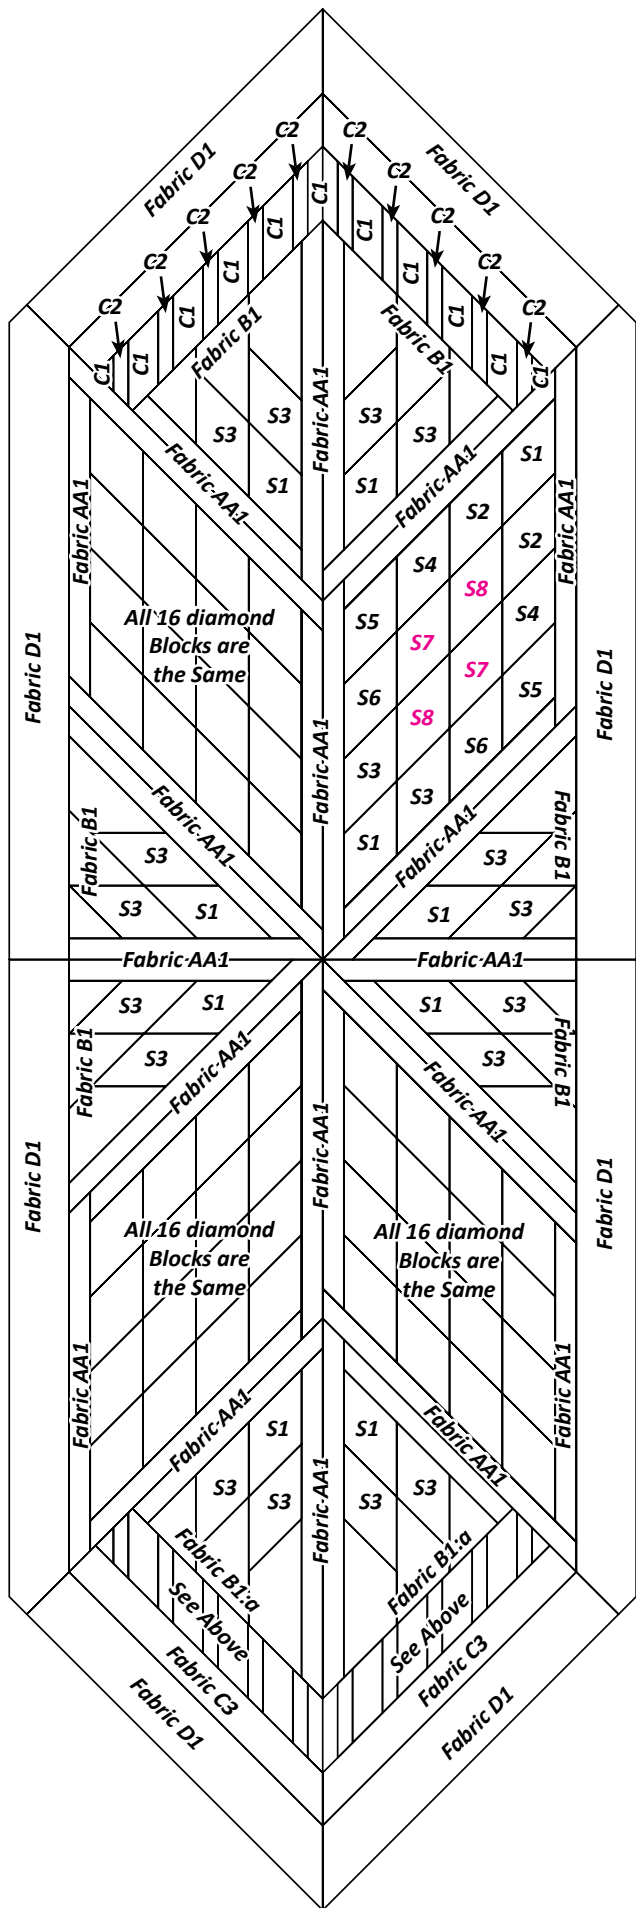 Fabric D1
Fabric D1
C2
C2
C2
C2
C2
C2
C2
C2
C2
C2
C1
C1
C1
C1
C1
C1
C1
C1
C1
C1
C1
Fabric B1
Fabric B1
Fabric AA1
S3
S3
S3
S3
S1
S1
Fabric AA1
Fabric AA1
Fabric AA1
Fabric AA1
S1
S2
S2
S4
S8
S4
S5
S7
S7
S5
S6
S8
S6
S3
S3
S1
All 16 diamond
Blocks are
the Same
Fabric D1
Fabric D1
Fabric AA1
Fabric AA1
Fabric AA1
Fabric B1
Fabric B1
S3
S3
S3
S1
S1
S3
Fabric AA1
Fabric AA1
S3
S1
S1
S3
S3
S3
Fabric B1
Fabric B1
Fabric AA1
Fabric AA1
Fabric AA1
Fabric D1
Fabric D1
All 16 diamond
Blocks are
the Same
All 16 diamond
Blocks are
the Same
Fabric AA1
Fabric AA1
Fabric AA1
Fabric AA1
S1
S1
S3
S3
S3
S3
Fabric AA1
Fabric B1:a
Fabric B1:a
See Above
See Above
Fabric C3
Fabric C3
Fabric D1
Fabric D1